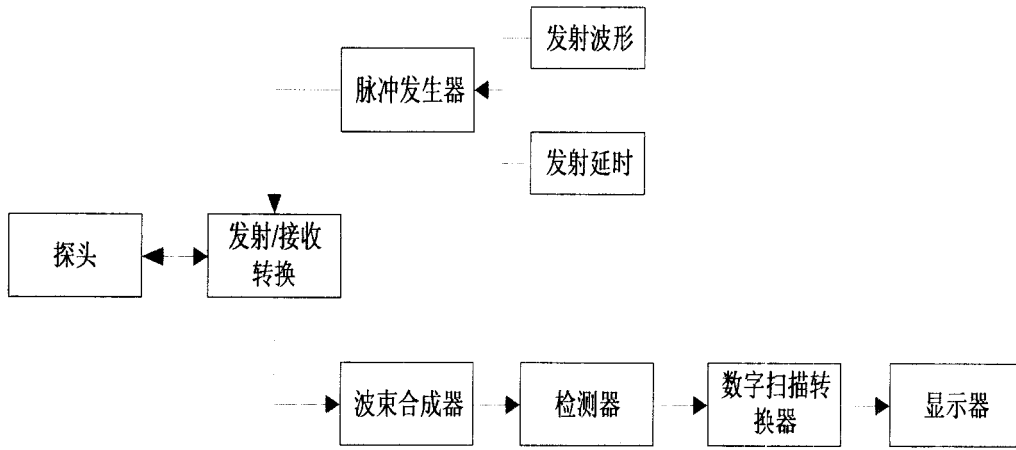 发射波形
脉冲发生器
发射延时
探头
发射/接收
转换
波束合成器
检测器
数字扫描转
换器
显示器